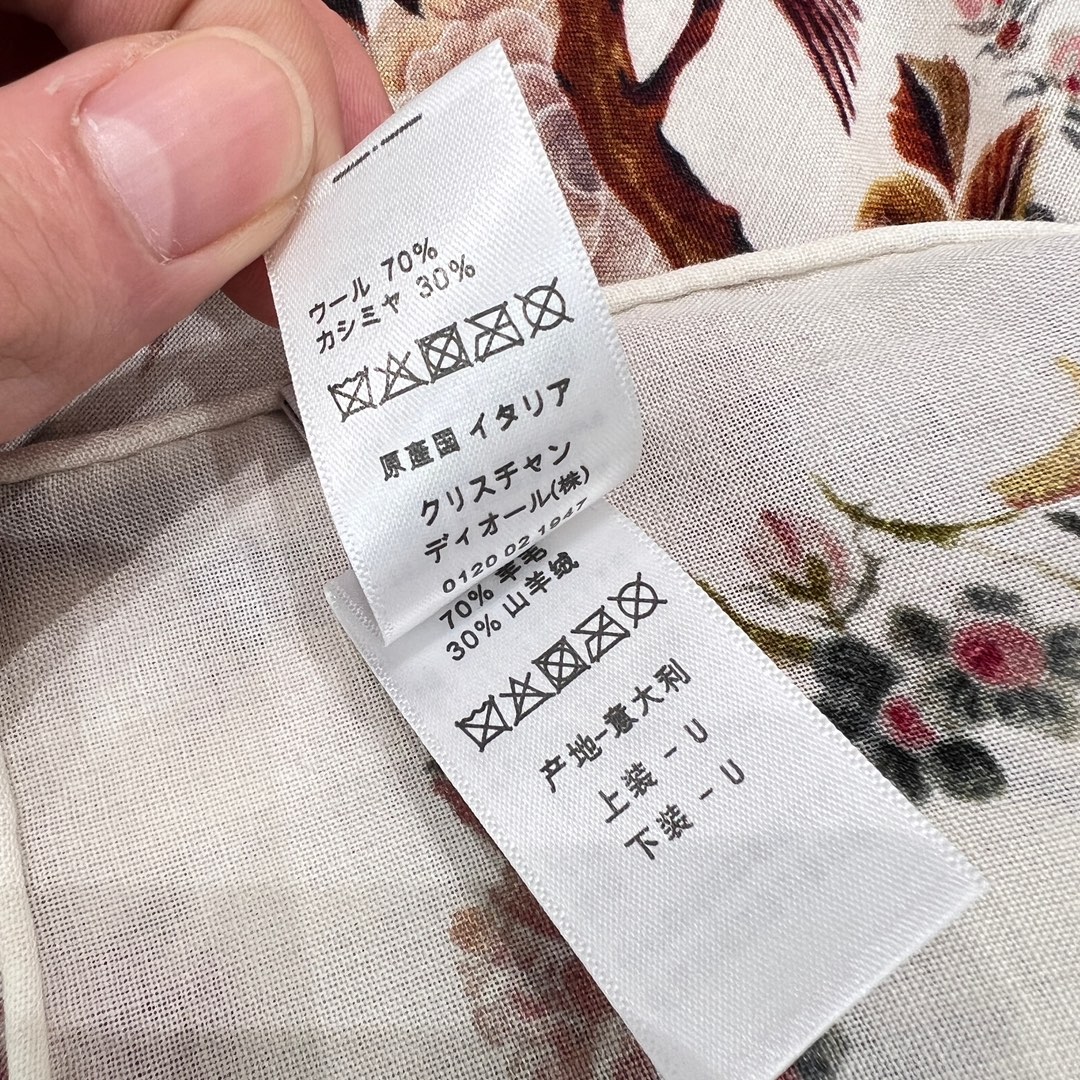 ウール 70%
カシミヤ 30%
原産国 イタリア
クリスチャン
ディオール(株)
0120 02 1947
70% 羊毛
30% 山羊绒
产地-意大利
上装 - U
下装 - U